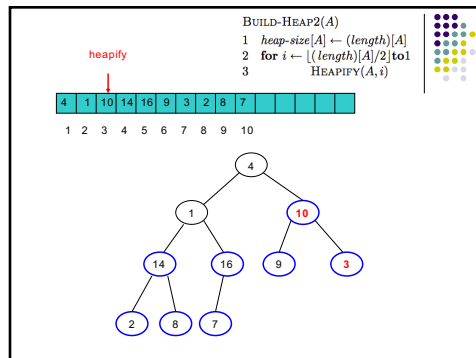 BUILD-HEAP2(A)
1 heap-size[A] ← (length)[A]
2 for i ← ⌊(length)[A]/2⌋to1
3 HEAPIFY(A, i)
heapify
4 1 10 14 16 9 3 2 8 7
1 2 3 4 5 6 7 8 9 10
4
1 10
14 16 9 3
2 8 7